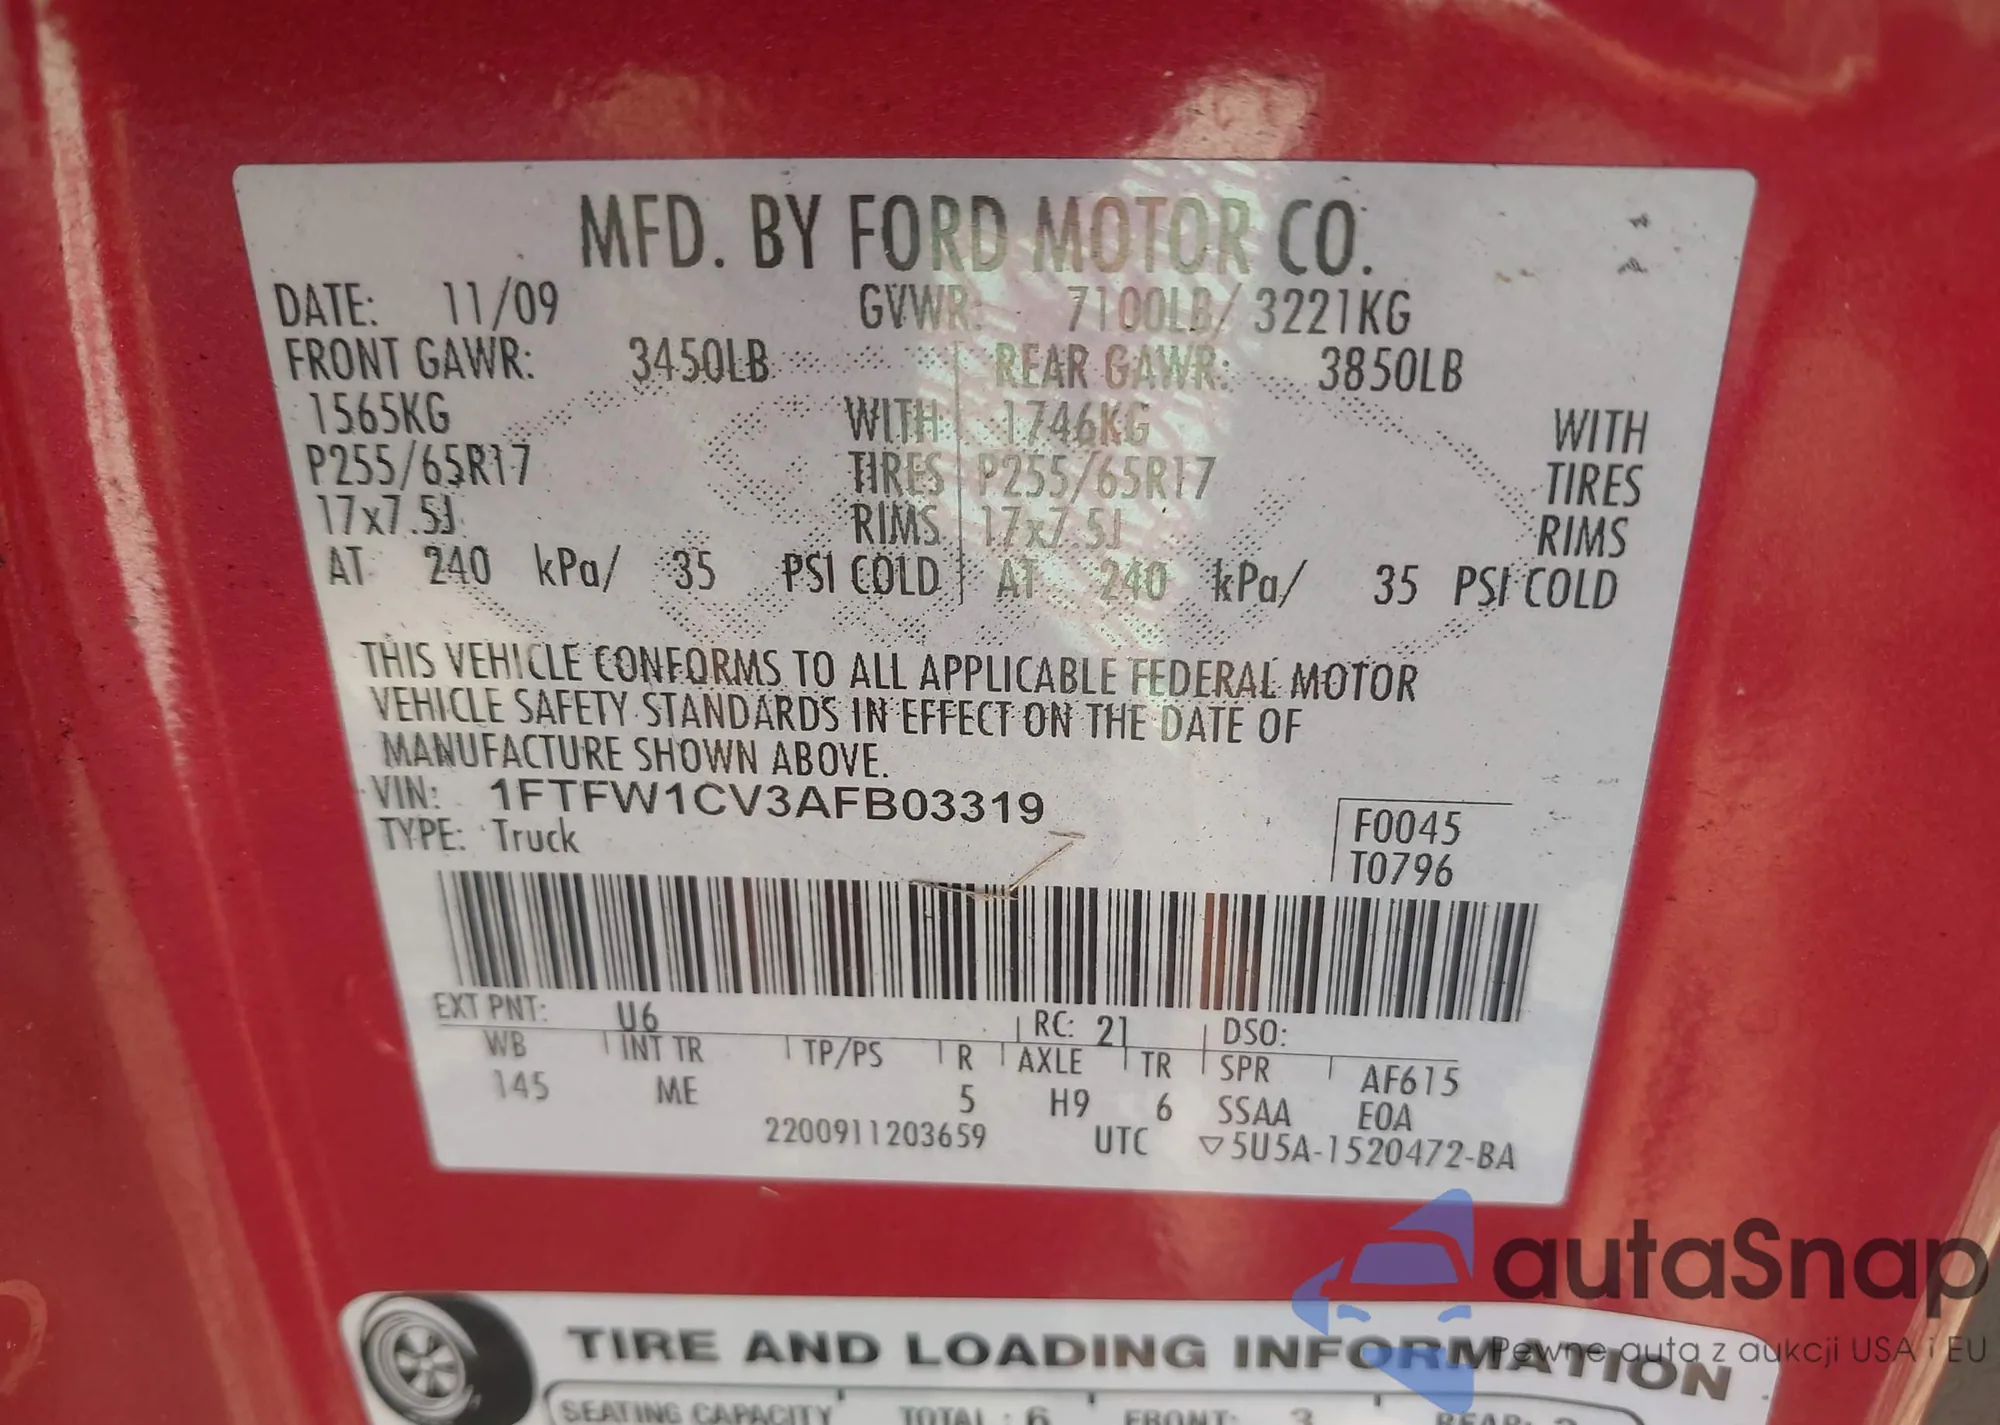 MFD. BY FORD MOTOR CO.
DATE: 11/09 GVWR: 7100LB/ 3221KG
FRONT GAWR: 3450LB REAR GAWR: 3850LB
1565KG WITH 1746KG WITH
P255/65R17 TIRES P255/65R17 TIRES
17x7.5J RIMS 17x7.5J RIMS
AT 240 kPa/ 35 PSI COLD AT 240 kPa/ 35 PSI COLD
THIS VEHICLE CONFORMS TO ALL APPLICABLE FEDERAL MOTOR
VEHICLE SAFETY STANDARDS IN EFFECT ON THE DATE OF
MANUFACTURE SHOWN ABOVE.
VIN: 1FTFW1CV3AFB03319
TYPE: Truck
F0045
T0796
EXT PNT: U6 RC: 21 DSO:
WB INT TR TP/PS R AXLE TR SPR AF615
145 ME 5 H9 6 SSAA EOA
2200911203659 UTC ▽5U5A-1520472-BA
autaSnap
Pewne auta z aukcji USA i EU
TIRE AND LOADING INFORMATION
SEATING CAPACITY TOTAL: 6 FRONT: 3 REAR: